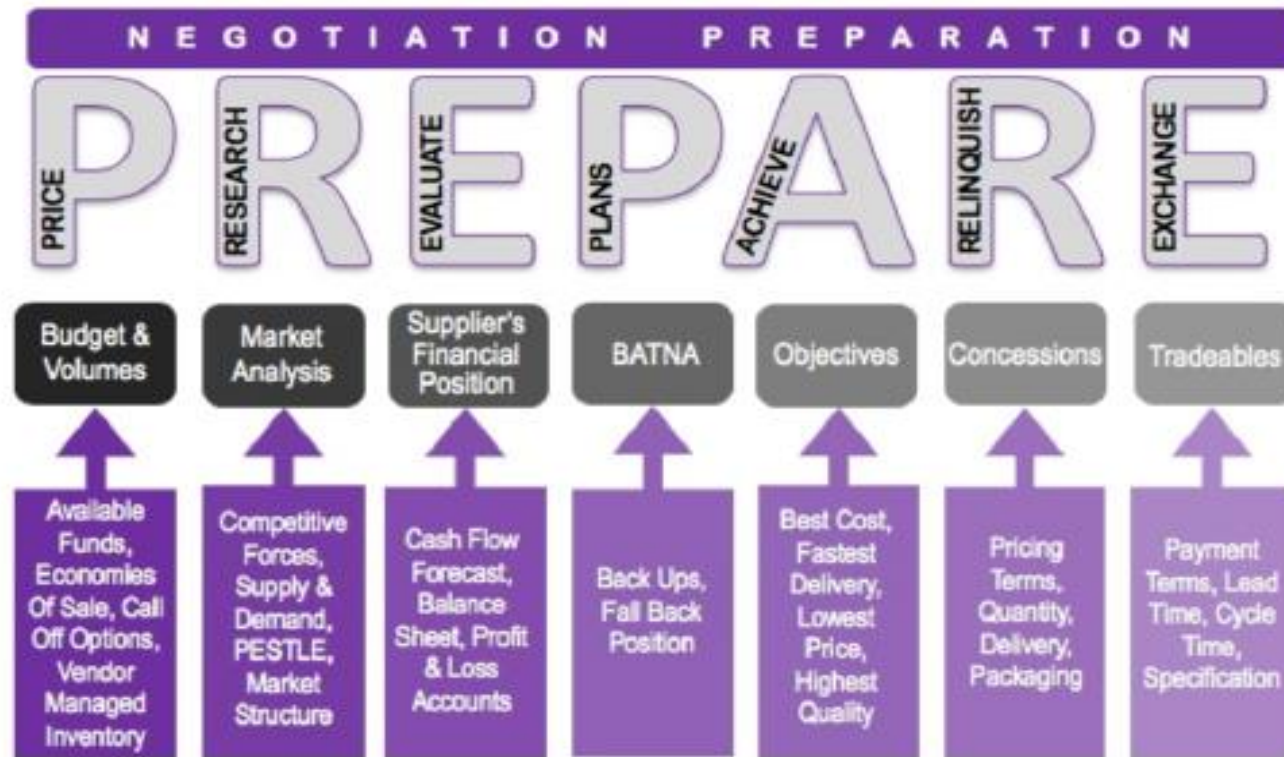 NEGOTIATION PREPARATION
PRICE
RESEARCH
EVALUATE
PLANS
ACHIEVE
RELINQUISH
EXCHANGE
P R E P A R E
Budget &
Volumes
Market
Analysis
Supplier's
Financial
Position
BATNA
Objectives
Concessions
Tradeables
Available
Funds,
Economies
Of Sale, Call
Off Options,
Vendor
Managed
Inventory
Competitive
Forces,
Supply &
Demand,
PESTLE,
Market
Structure
Cash Flow
Forecast,
Balance
Sheet, Profit
& Loss
Accounts
Back Ups,
Fall Back
Position
Best Cost,
Fastest
Delivery,
Lowest
Price,
Highest
Quality
Pricing
Terms,
Quantity,
Delivery,
Packaging
Payment
Terms, Lead
Time, Cycle
Time,
Specification